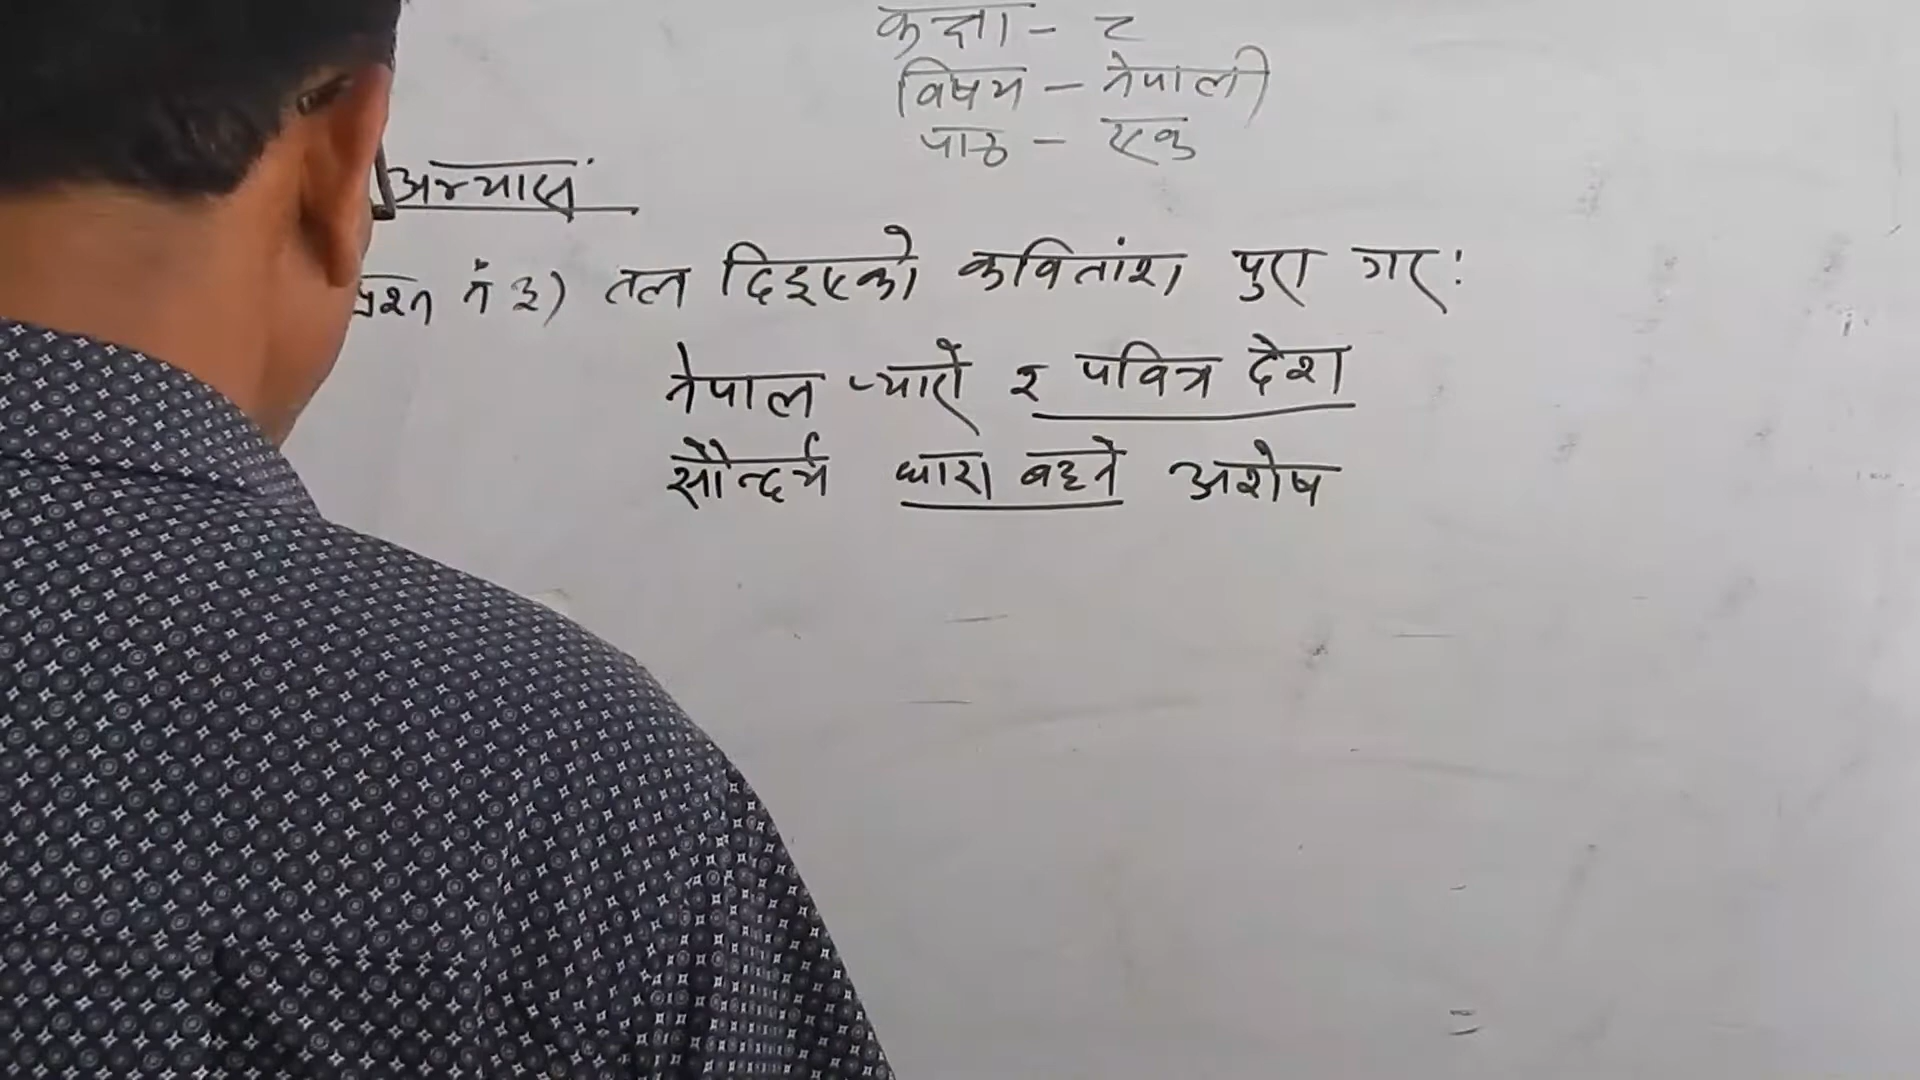 कक्षा - ८
विषय - नेपाली
पाठ - एक
अभ्यास
प्रश्न नं ३) तल दिइएको कवितांश पुरा गर:
नेपाल प्यारो र पवित्र देश
सौन्दर्य धारा बहने अशेष